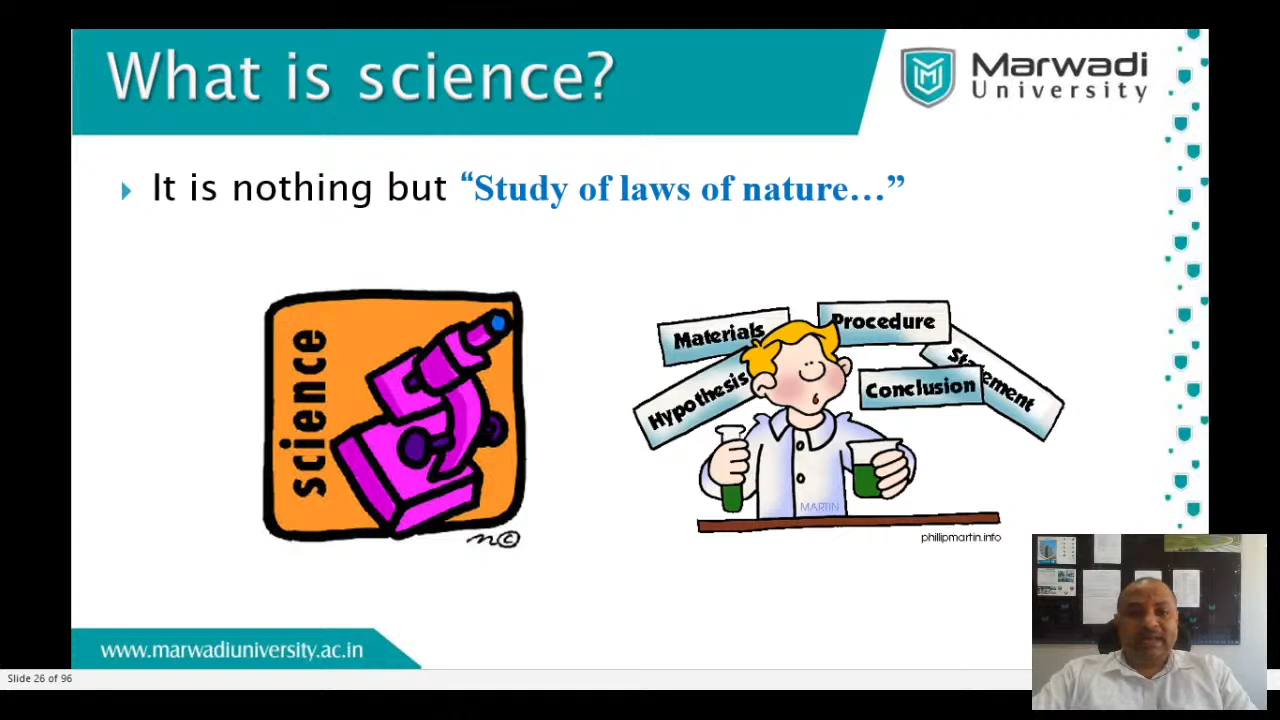 What is science?
Marwadi
University
It is nothing but “Study of laws of nature…”
science
Materials
Procedure
Hypothesis
Statement
Conclusion
MARTIN
phillipmartin.info
www.marwadiuniversity.ac.in
Slide 26 of 96